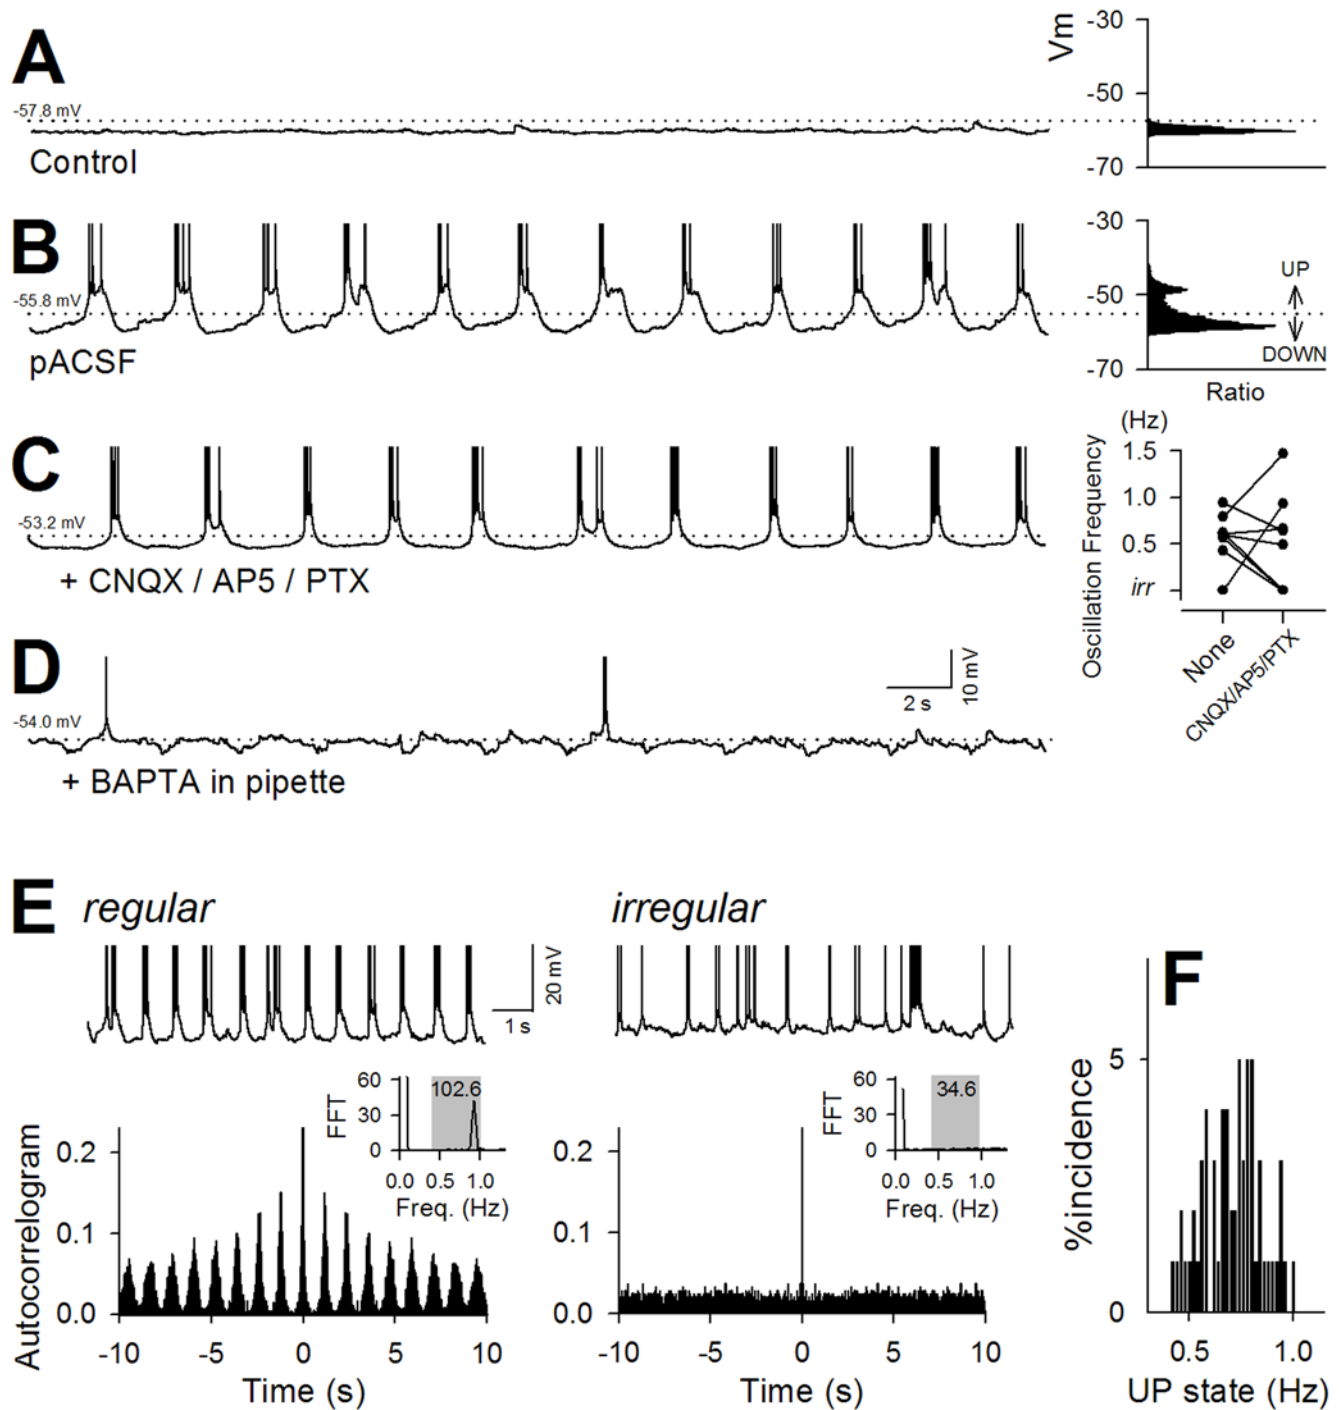 A
-57.8 mV
Control
Vm
-30
-50
-70
B
-55.8 mV
pACSF
-30
-50
-70
UP
DOWN
Ratio
C
-53.2 mV
+ CNQX / AP5 / PTX
(Hz)
Oscillation Frequency
1.5
1.0
0.5
irr
None
CNQX/AP5/PTX
D
-54.0 mV
+ BAPTA in pipette
2 s
10 mV
E
regular
20 mV
1 s
FFT
60
30
0
102.6
0.0 0.5 1.0
Freq. (Hz)
Autocorrelogram
0.2
0.1
0.0
-10 -5 0 5 10
Time (s)
irregular
FFT
60
30
0
34.6
0.0 0.5 1.0
Freq. (Hz)
0.2
0.1
0.0
-10 -5 0 5 10
Time (s)
F
%incidence
5
0
0.5 1.0
UP state (Hz)